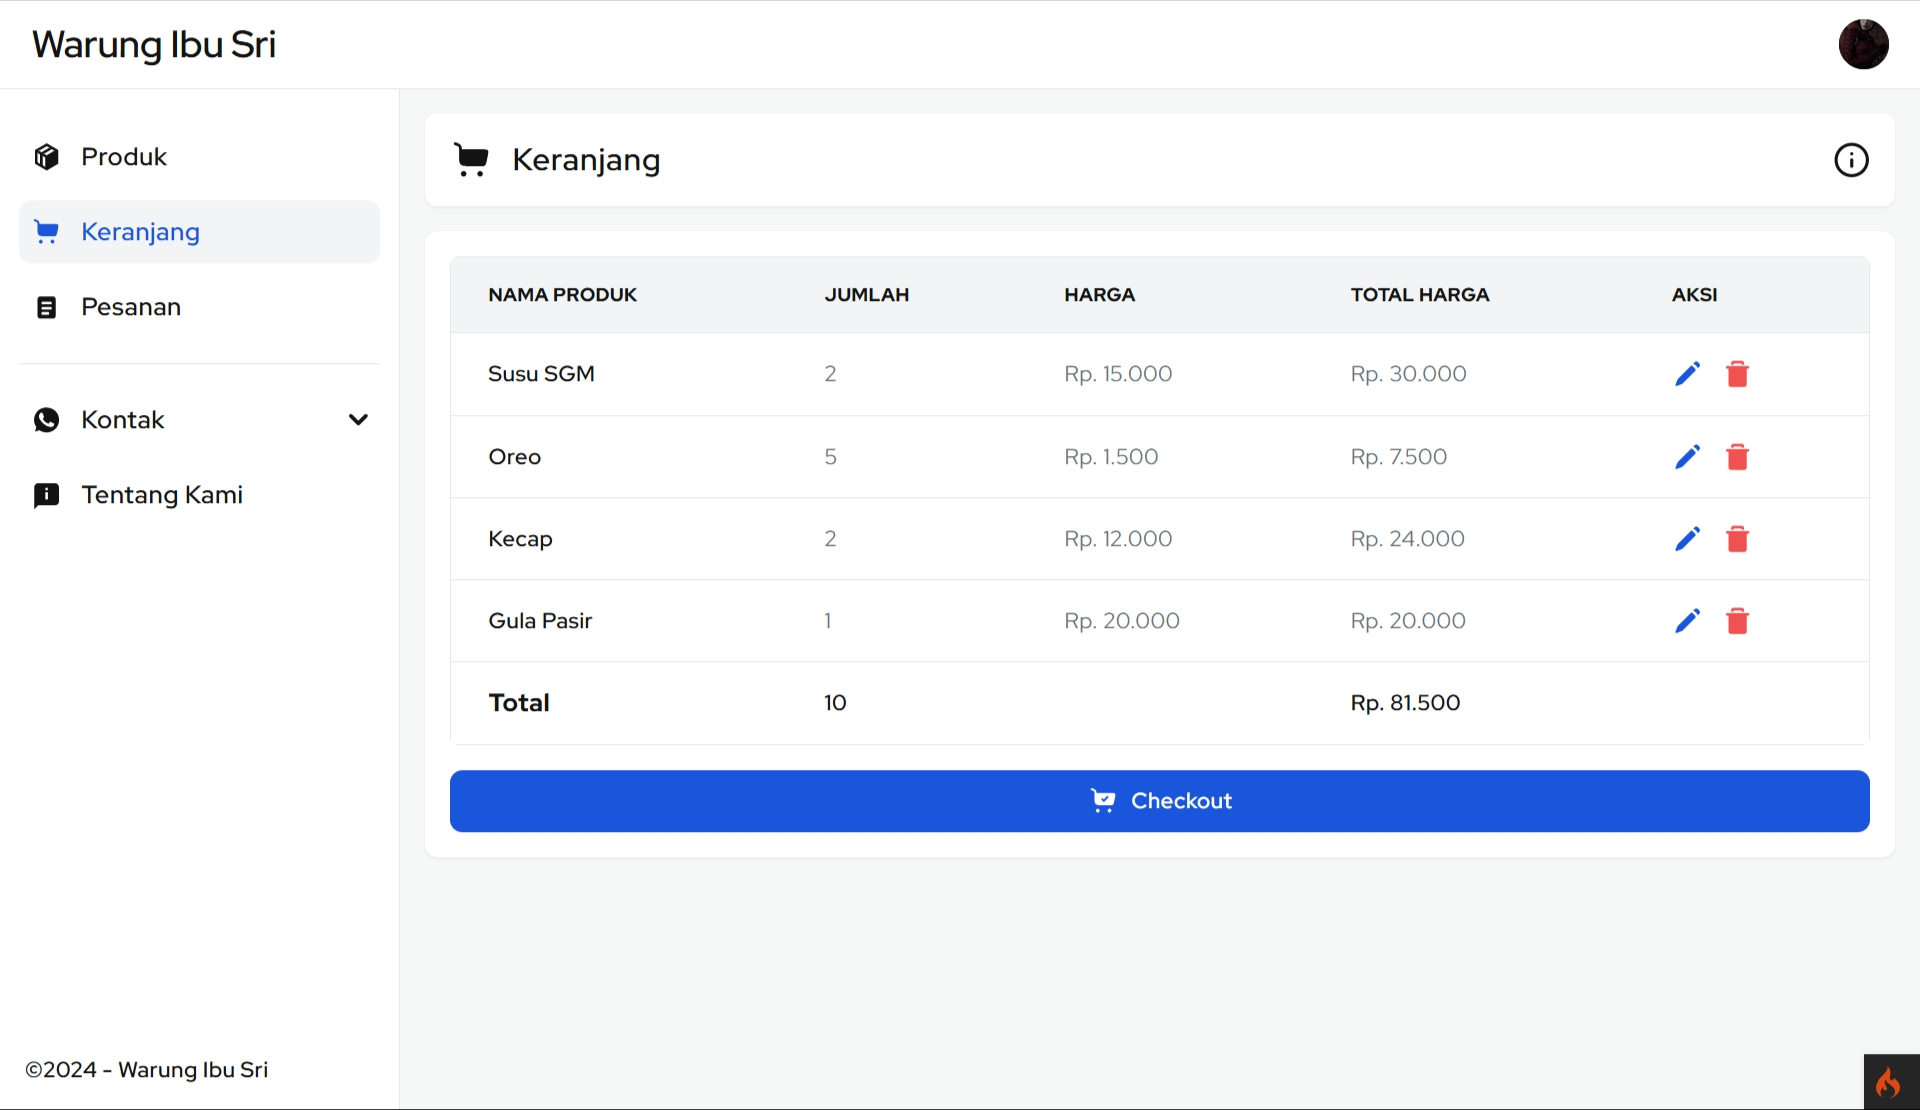 Warung Ibu Sri
Produk
Keranjang
Pesanan
Kontak
Tentang Kami
©2024 - Warung Ibu Sri
Keranjang
NAMA PRODUK JUMLAH HARGA TOTAL HARGA AKSI
Susu SGM 2 Rp. 15.000 Rp. 30.000
Oreo 5 Rp. 1.500 Rp. 7.500
Kecap 2 Rp. 12.000 Rp. 24.000
Gula Pasir 1 Rp. 20.000 Rp. 20.000
Total 10 Rp. 81.500
Checkout